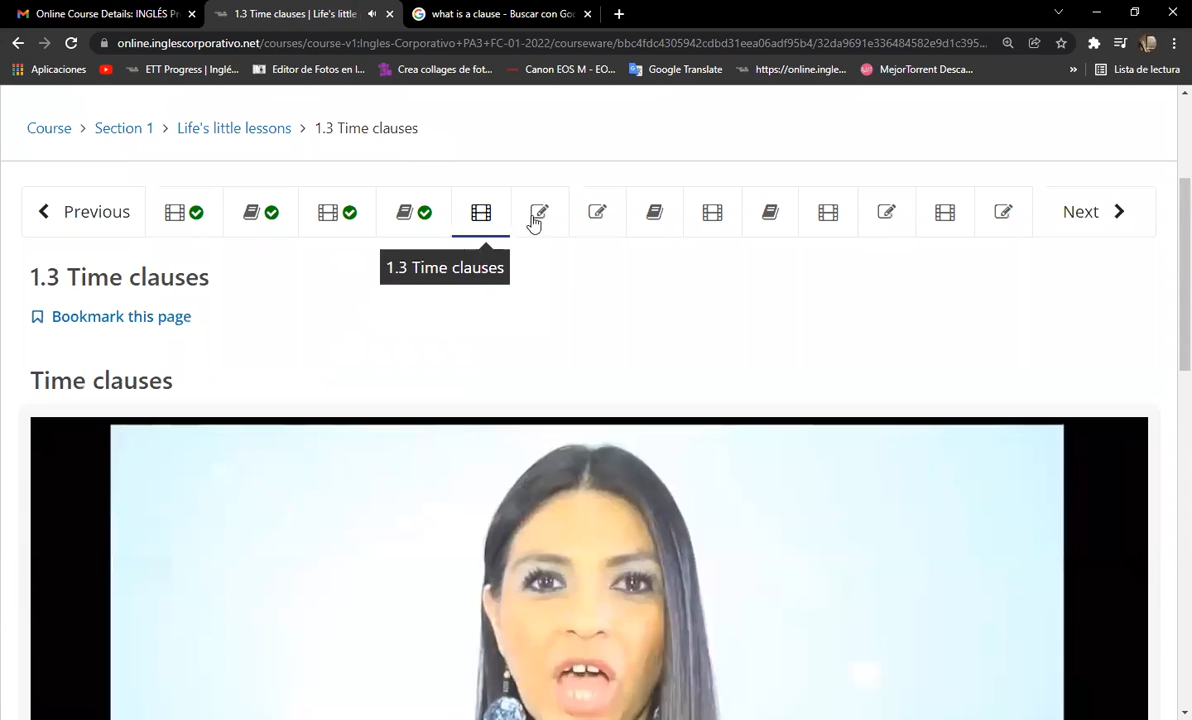 Online Course Details: INGLÉS Pr
1.3 Time clauses | Life's little
what is a clause - Buscar con Goo
online.inglescorporativo.net/courses/course-v1:Ingles-Corporativo+PA3+FC-01-2022/courseware/bbc4fdc4305942cdbd31eea06adf95b4/32da9691e336484582e9d1c395...
Aplicaciones
ETT Progress | Inglé...
Editor de Fotos en l...
Crea collages de fot...
Canon EOS M - EO...
Google Translate
https://online.ingle...
MejorTorrent Desca...
»
Lista de lectura
Course > Section 1 > Life's little lessons > 1.3 Time clauses
Previous
Next
1.3 Time clauses
1.3 Time clauses
Bookmark this page
Time clauses